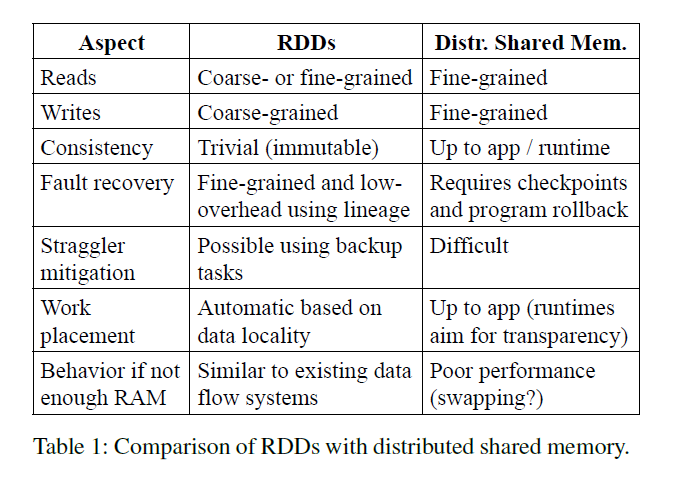 Aspect RDDs Distr. Shared Mem.
Reads Coarse- or fine-grained Fine-grained
Writes Coarse-grained Fine-grained
Consistency Trivial (immutable) Up to app / runtime
Fault recovery Fine-grained and low- Requires checkpoints
overhead using lineage and program rollback
Straggler Possible using backup Difficult
mitigation tasks
Work Automatic based on Up to app (runtimes
placement data locality aim for transparency)
Behavior if not Similar to existing data Poor performance
enough RAM flow systems (swapping?)
Table 1: Comparison of RDDs with distributed shared memory.